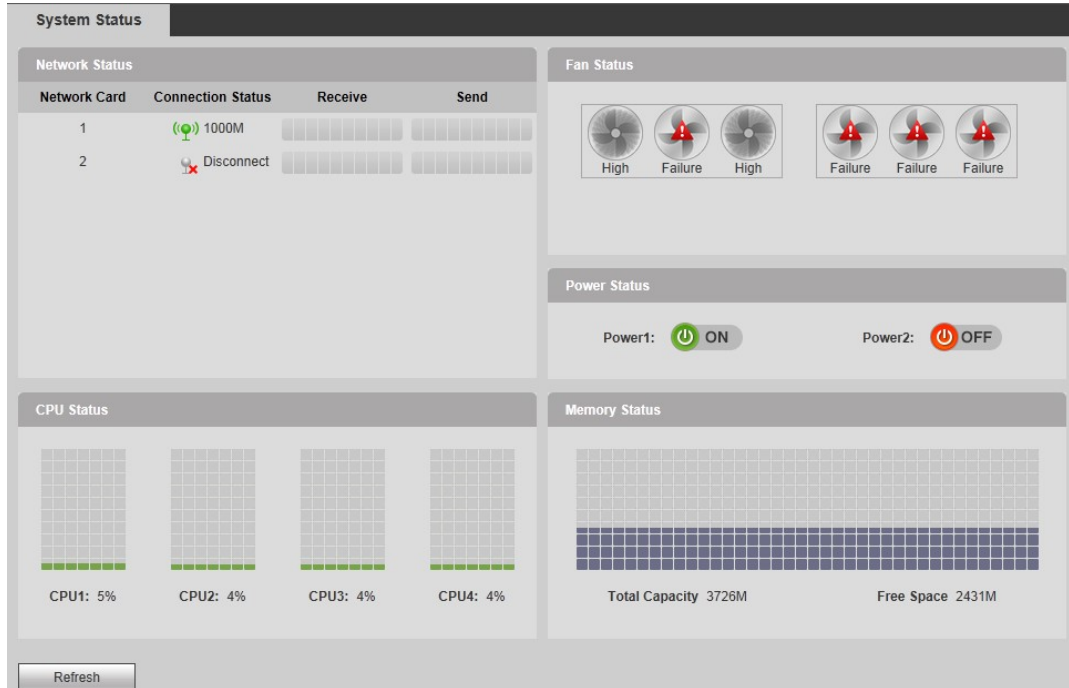 System Status
Network Status
Network Card Connection Status Receive Send
1 1000M
2 Disconnect
Fan Status
High Failure High Failure Failure Failure
Power Status
Power1: ON Power2: OFF
CPU Status
CPU1: 5% CPU2: 4% CPU3: 4% CPU4: 4%
Memory Status
Total Capacity 3726M Free Space 2431M
Refresh